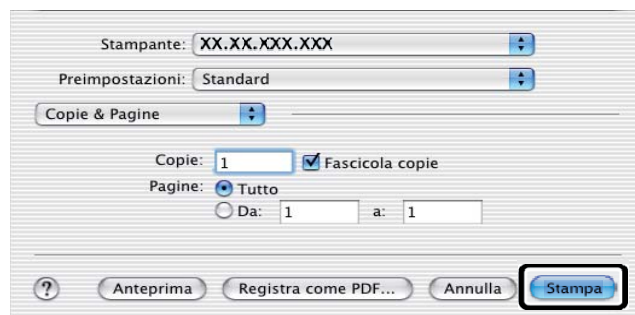 Stampante: XX.XX.XXX.XXX
Preimpostazioni: Standard
Copie & Pagine
Copie: 1 Fascicola copie
Pagine: Tutto
Da: 1 a: 1
? Anteprima Registra come PDF... Annulla Stampa